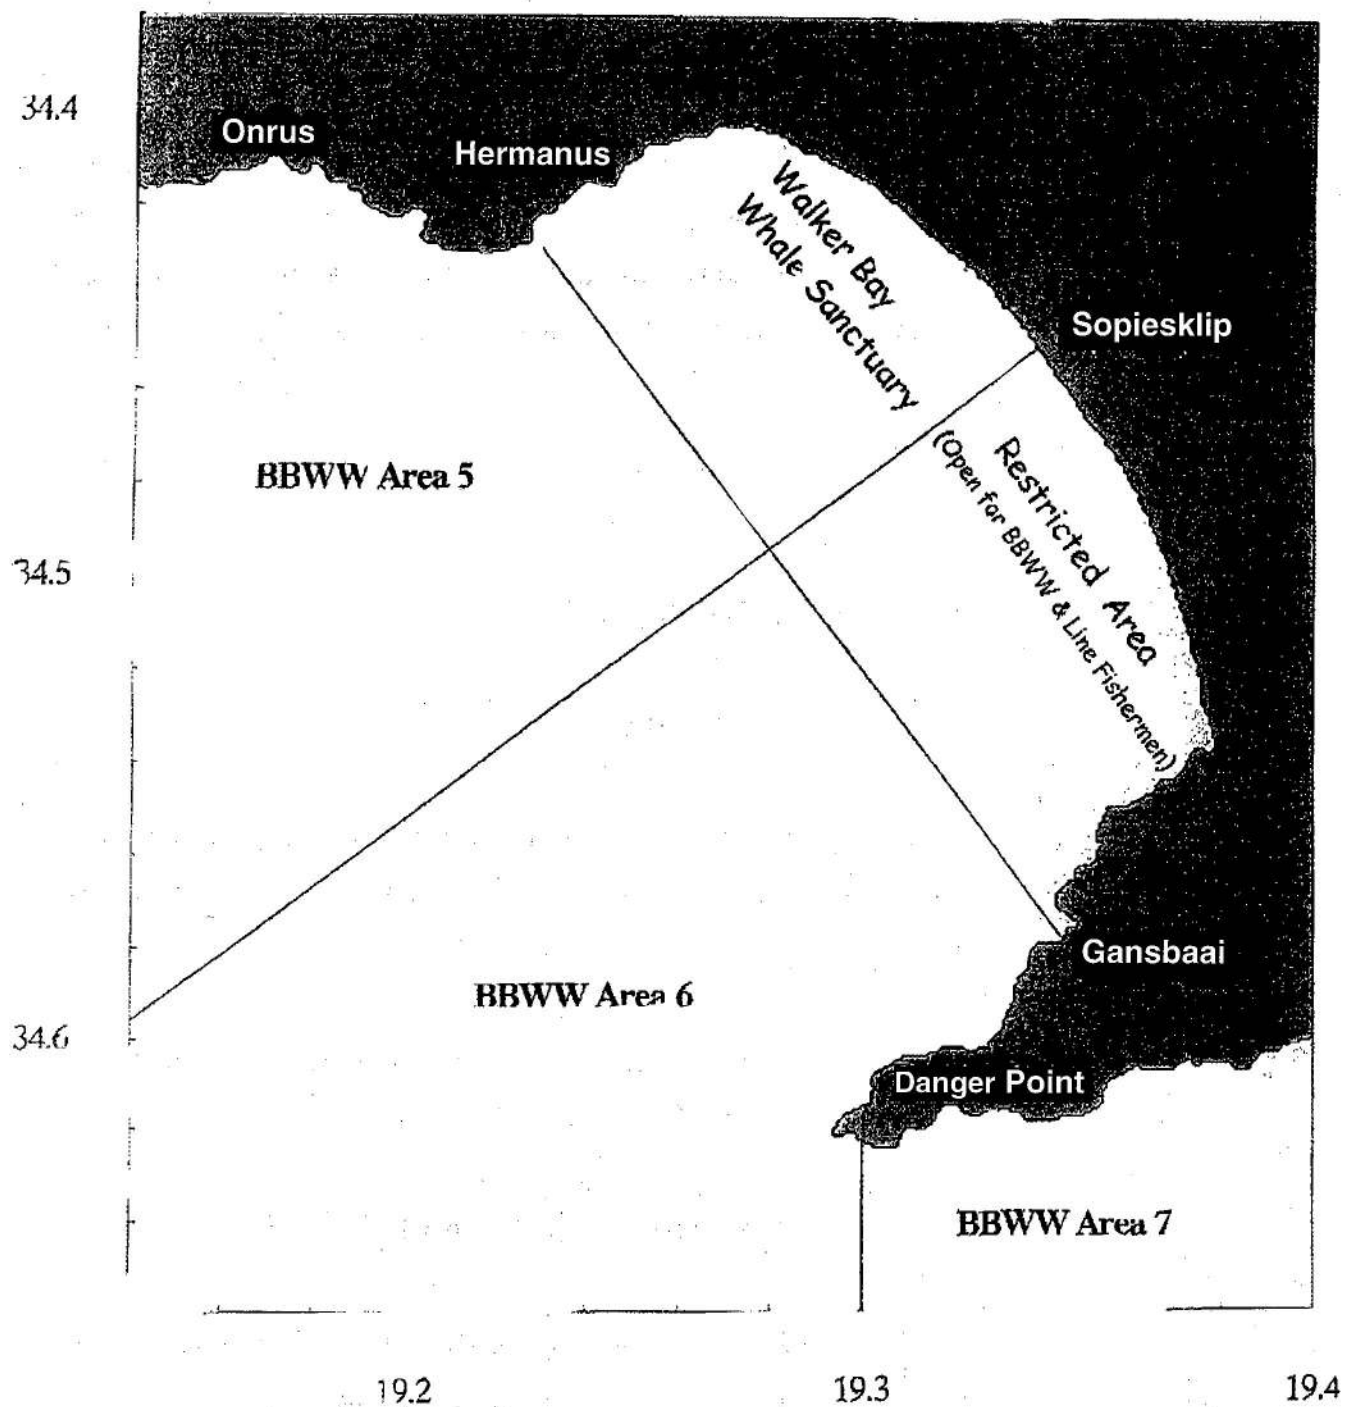 34.4
Onrus
Hermanus
Walker Bay
Whale Sanctuary
Sopiesklip
BBWW Area 5
Restricted Area
(Open for BBWW & Line Fishermen)
34.5
Gansbaai
BBWW Area 6
34.6
Danger Point
BBWW Area 7
19.2
19.3
19.4